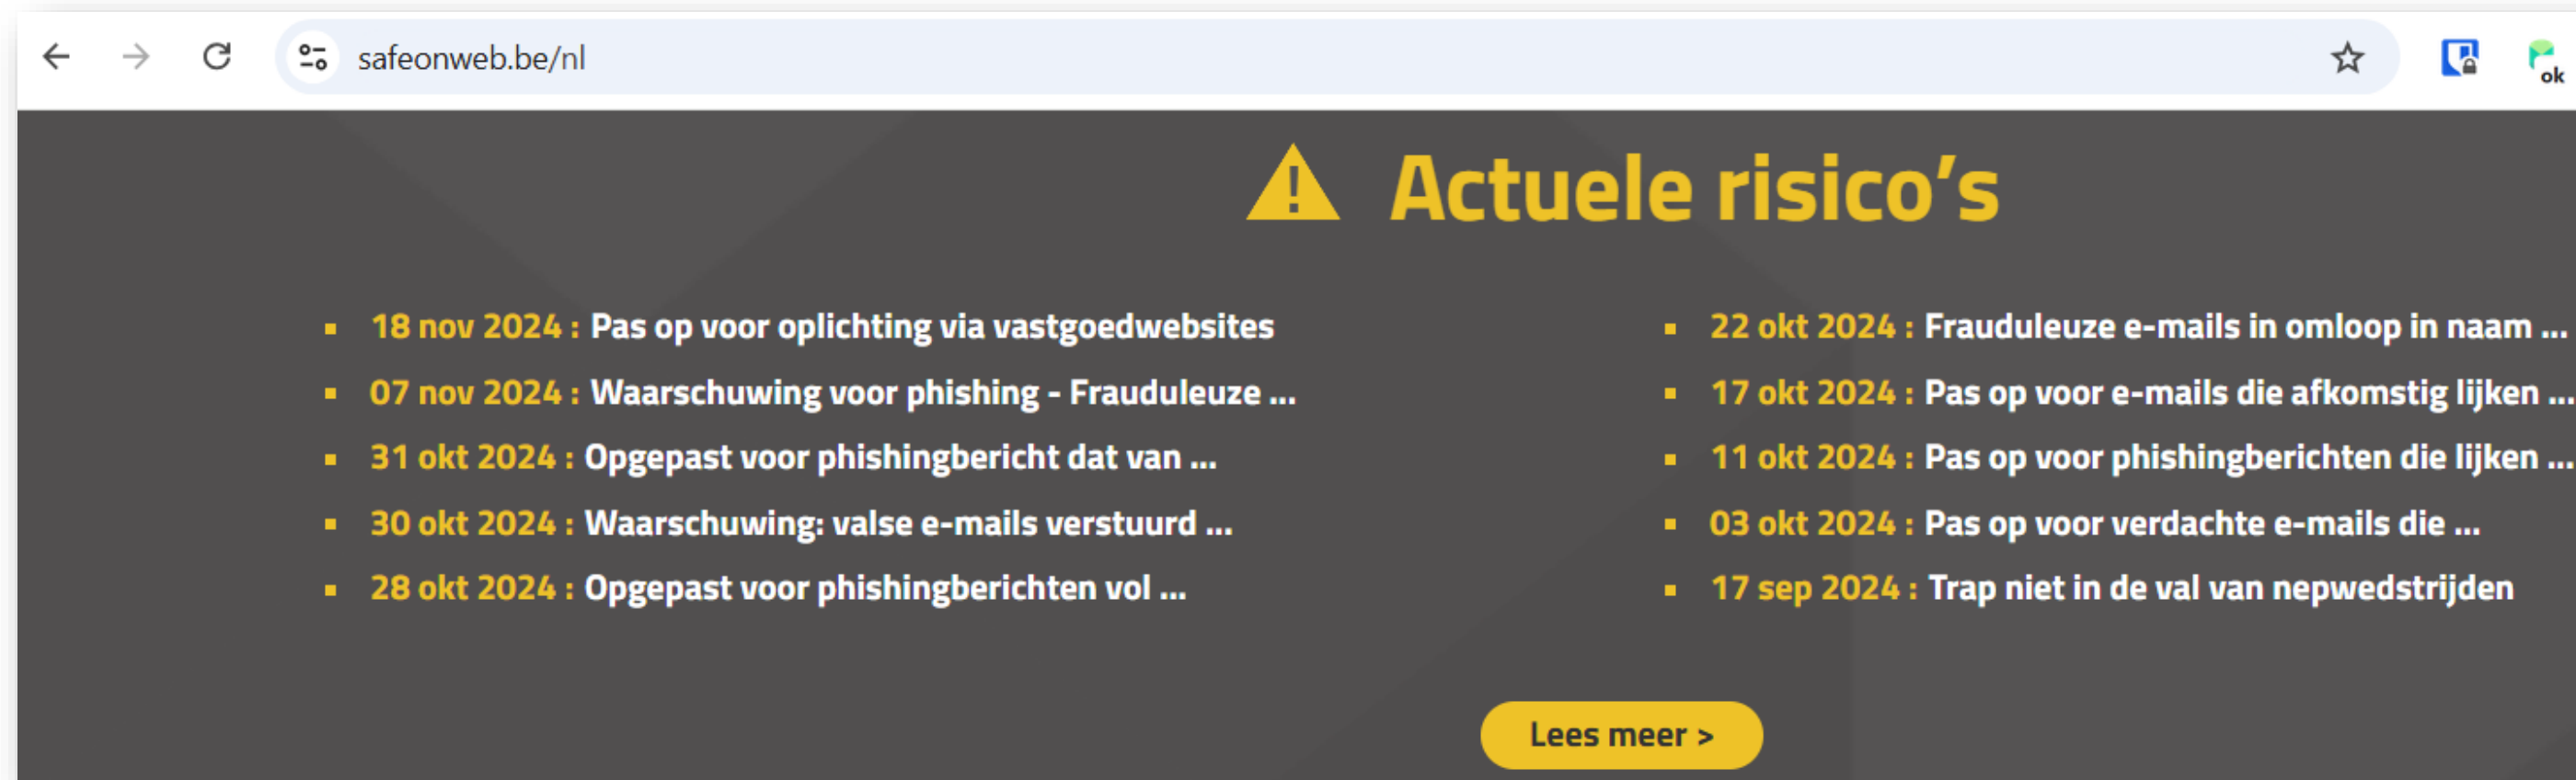 safeonweb.be/nl
ok
Actuele risico’s
18 nov 2024 : Pas op voor oplichting via vastgoedwebsites
07 nov 2024 : Waarschuwing voor phishing - Frauduleuze ...
31 okt 2024 : Opgepast voor phishingbericht dat van ...
30 okt 2024 : Waarschuwing: valse e-mails verstuurd ...
28 okt 2024 : Opgepast voor phishingberichten vol ...
22 okt 2024 : Frauduleuze e-mails in omloop in naam ...
17 okt 2024 : Pas op voor e-mails die afkomstig lijken ...
11 okt 2024 : Pas op voor phishingberichten die lijken ...
03 okt 2024 : Pas op voor verdachte e-mails die ...
17 sep 2024 : Trap niet in de val van nepwedstrijden
Lees meer >